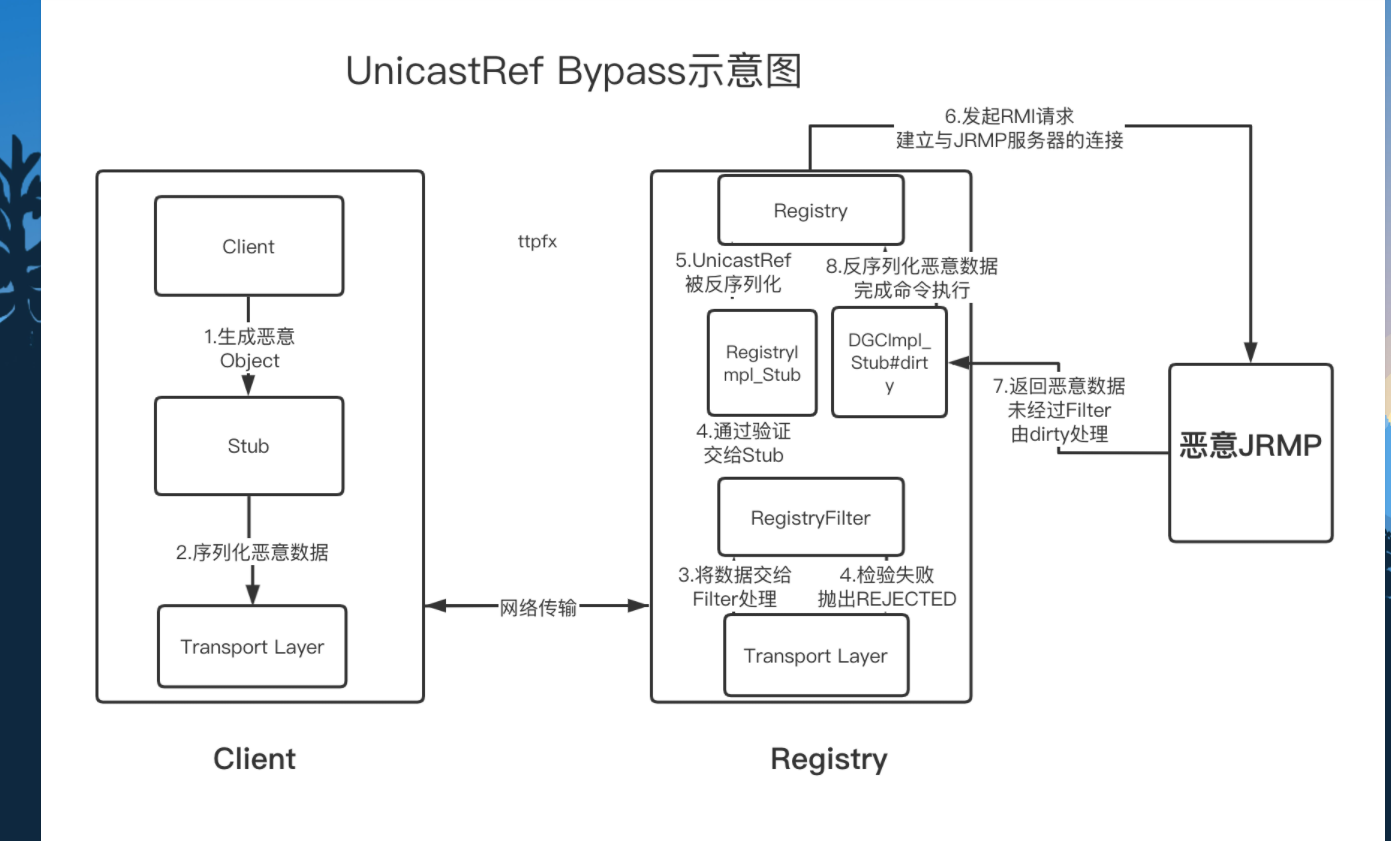 UnicastRef Bypass示意图
6.发起RMI请求
建立与JRMP服务器的连接
Client
1.生成恶意
Object
Stub
2.序列化恶意数据
Transport Layer
Client
ttpfx
网络传输
Registry
5.UnicastRef
被反序列化
8.反序列化恶意数据
完成命令执行
RegistryI
mpl_Stub
DGCImpl_
Stub#dirt
y
4.通过验证
交给Stub
RegistryFilter
3.将数据交给
Filter处理
4.检验失败
抛出REJECTED
Transport Layer
Registry
7.返回恶意数据
未经过Filter
由dirty处理
恶意JRMP